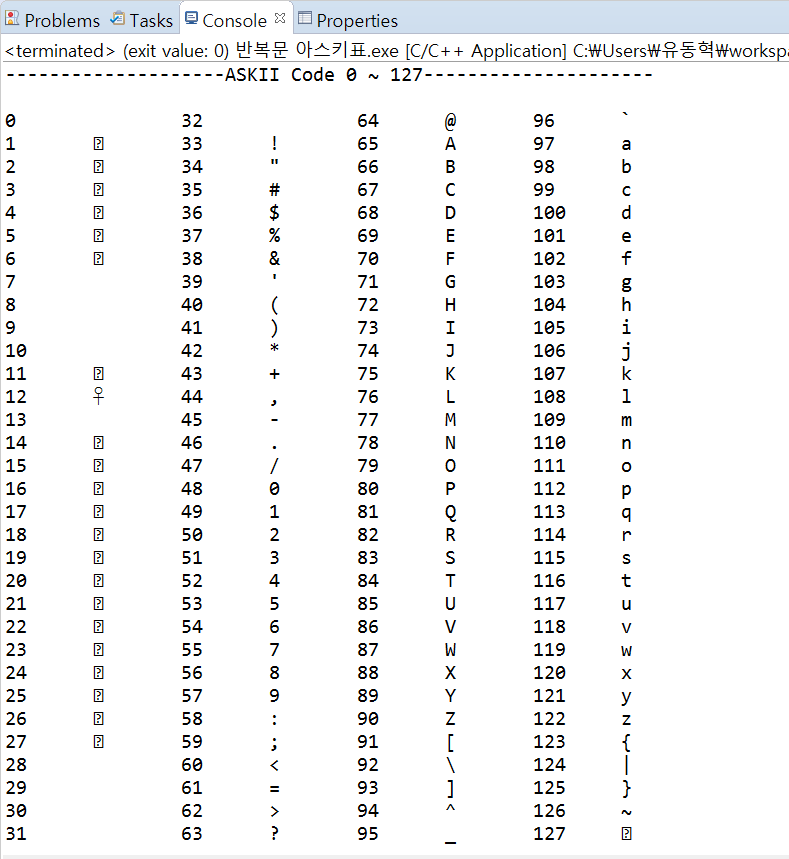 Problems Tasks Console Properties
<terminated> (exit value: 0) 반복문 아스키표.exe [C/C++ Application] C:₩Users₩유동혁₩workspa
--------------------ASKII Code 0 ~ 127---------------------
0 32 64 @ 96 `
1 33 ! 65 A 97 a
2 34 " 66 B 98 b
3 35 # 67 C 99 c
4 36 $ 68 D 100 d
5 37 % 69 E 101 e
6 38 & 70 F 102 f
7 39 ' 71 G 103 g
8 40 ( 72 H 104 h
9 41 ) 73 I 105 i
10 42 * 74 J 106 j
11 43 + 75 K 107 k
12 ♀ 44 , 76 L 108 l
13 45 - 77 M 109 m
14 46 . 78 N 110 n
15 47 / 79 O 111 o
16 48 0 80 P 112 p
17 49 1 81 Q 113 q
18 50 2 82 R 114 r
19 51 3 83 S 115 s
20 52 4 84 T 116 t
21 53 5 85 U 117 u
22 54 6 86 V 118 v
23 55 7 87 W 119 w
24 56 8 88 X 120 x
25 57 9 89 Y 121 y
26 58 : 90 Z 122 z
27 59 ; 91 [ 123 {
28 60 < 92 \ 124 |
29 61 = 93 ] 125 }
30 62 > 94 ^ 126 ~
31 63 ? 95 _ 127